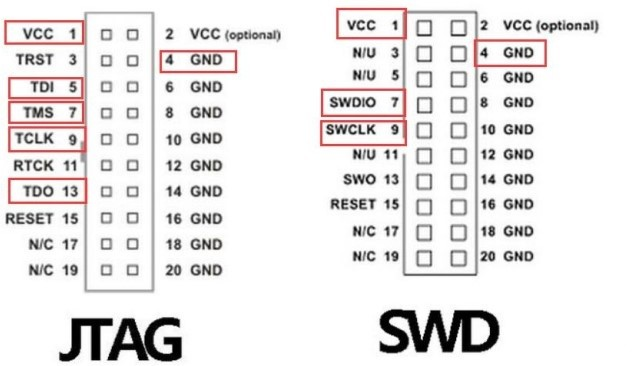 VCC 1 2 VCC (optional)
TRST 3 4 GND
TDI 5 6 GND
TMS 7 8 GND
TCLK 9 10 GND
RTCK 11 12 GND
TDO 13 14 GND
RESET 15 16 GND
N/C 17 18 GND
N/C 19 20 GND
JTAG
VCC 1 2 VCC (optional)
N/U 3 4 GND
N/U 5 6 GND
SWDIO 7 8 GND
SWCLK 9 10 GND
N/U 11 12 GND
SWO 13 14 GND
RESET 15 16 GND
N/C 17 18 GND
N/C 19 20 GND
SWD